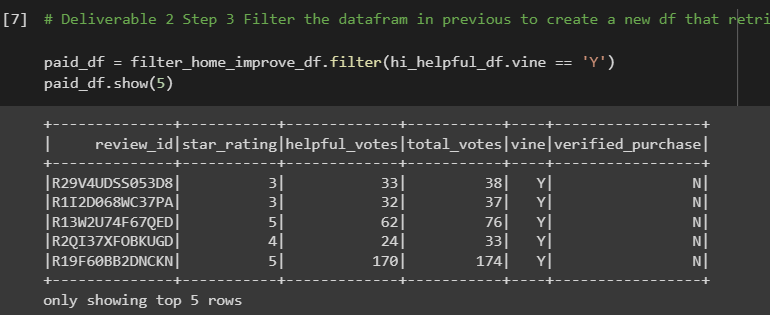 [7] # Deliverable 2 Step 3 Filter the datafram in previous to create a new df that retri
paid_df = filter_home_improve_df.filter(hi_helpful_df.vine == 'Y')
paid_df.show(5)
+--------------+-----------+-------------+-----------+----+-----------------+
|     review_id|star_rating|helpful_votes|total_votes|vine|verified_purchase|
+--------------+-----------+-------------+-----------+----+-----------------+
|R29V4UDSS053D8|          3|           33|         38|   Y|                N|
|R1I2D068WC37PA|          3|           32|         37|   Y|                N|
|R13W2U74F67QED|          5|           62|         76|   Y|                N|
|R2QI37XFOBKUGD|          4|           24|         33|   Y|                N|
|R19F60BB2DNCKN|          5|          170|        174|   Y|                N|
+--------------+-----------+-------------+-----------+----+-----------------+
only showing top 5 rows